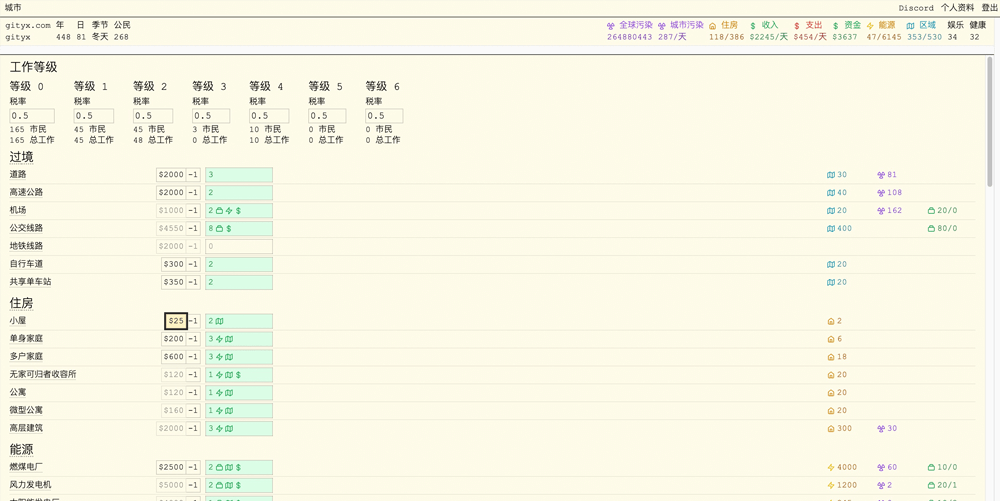 城市 Discord 个人资料 登出
gityx.com 年 日 季节 公民 全球污染 城市污染 住房 $ 收入 $ 支出 $ 资金 能源 区域 娱乐 健康
gityx 448 81 冬天 268 264880443 287/天 118/386 $2245/天 $454/天 $3637 47/6145 353/530 34 32
工作等级
等级 0 等级 1 等级 2 等级 3 等级 4 等级 5 等级 6
税率 税率 税率 税率 税率 税率 税率
0.5 0.5 0.5 0.5 0.5 0.5 0.5
165 市民 45 市民 45 市民 3 市民 10 市民 0 市民 0 市民
165 总工作 45 总工作 48 总工作 0 总工作 10 总工作 0 总工作 0 总工作
过境
道路 $2000 -1 3 30 81
高速公路 $2000 -1 2 40 108
机场 $1000 -1 2 $ 20 162 20/0
公交线路 $4550 -1 8 $ 400 80/0
地铁线路 $2000 -1 0
自行车道 $300 -1 2 20
共享单车站 $350 -1 2 20
住房
小屋 $25 -1 2 2
单身家庭 $200 -1 3 6
多户家庭 $600 -1 3 18
无家可归者收容所 $120 -1 1 20
公寓 $120 -1 1 20
微型公寓 $160 -1 1 20
高层建筑 $2000 -1 3 300 30
能源
燃煤电厂 $2500 -1 2 $ 4000 60 10/0
风力发电机 $5000 -1 2 $ 1200 2 20/1